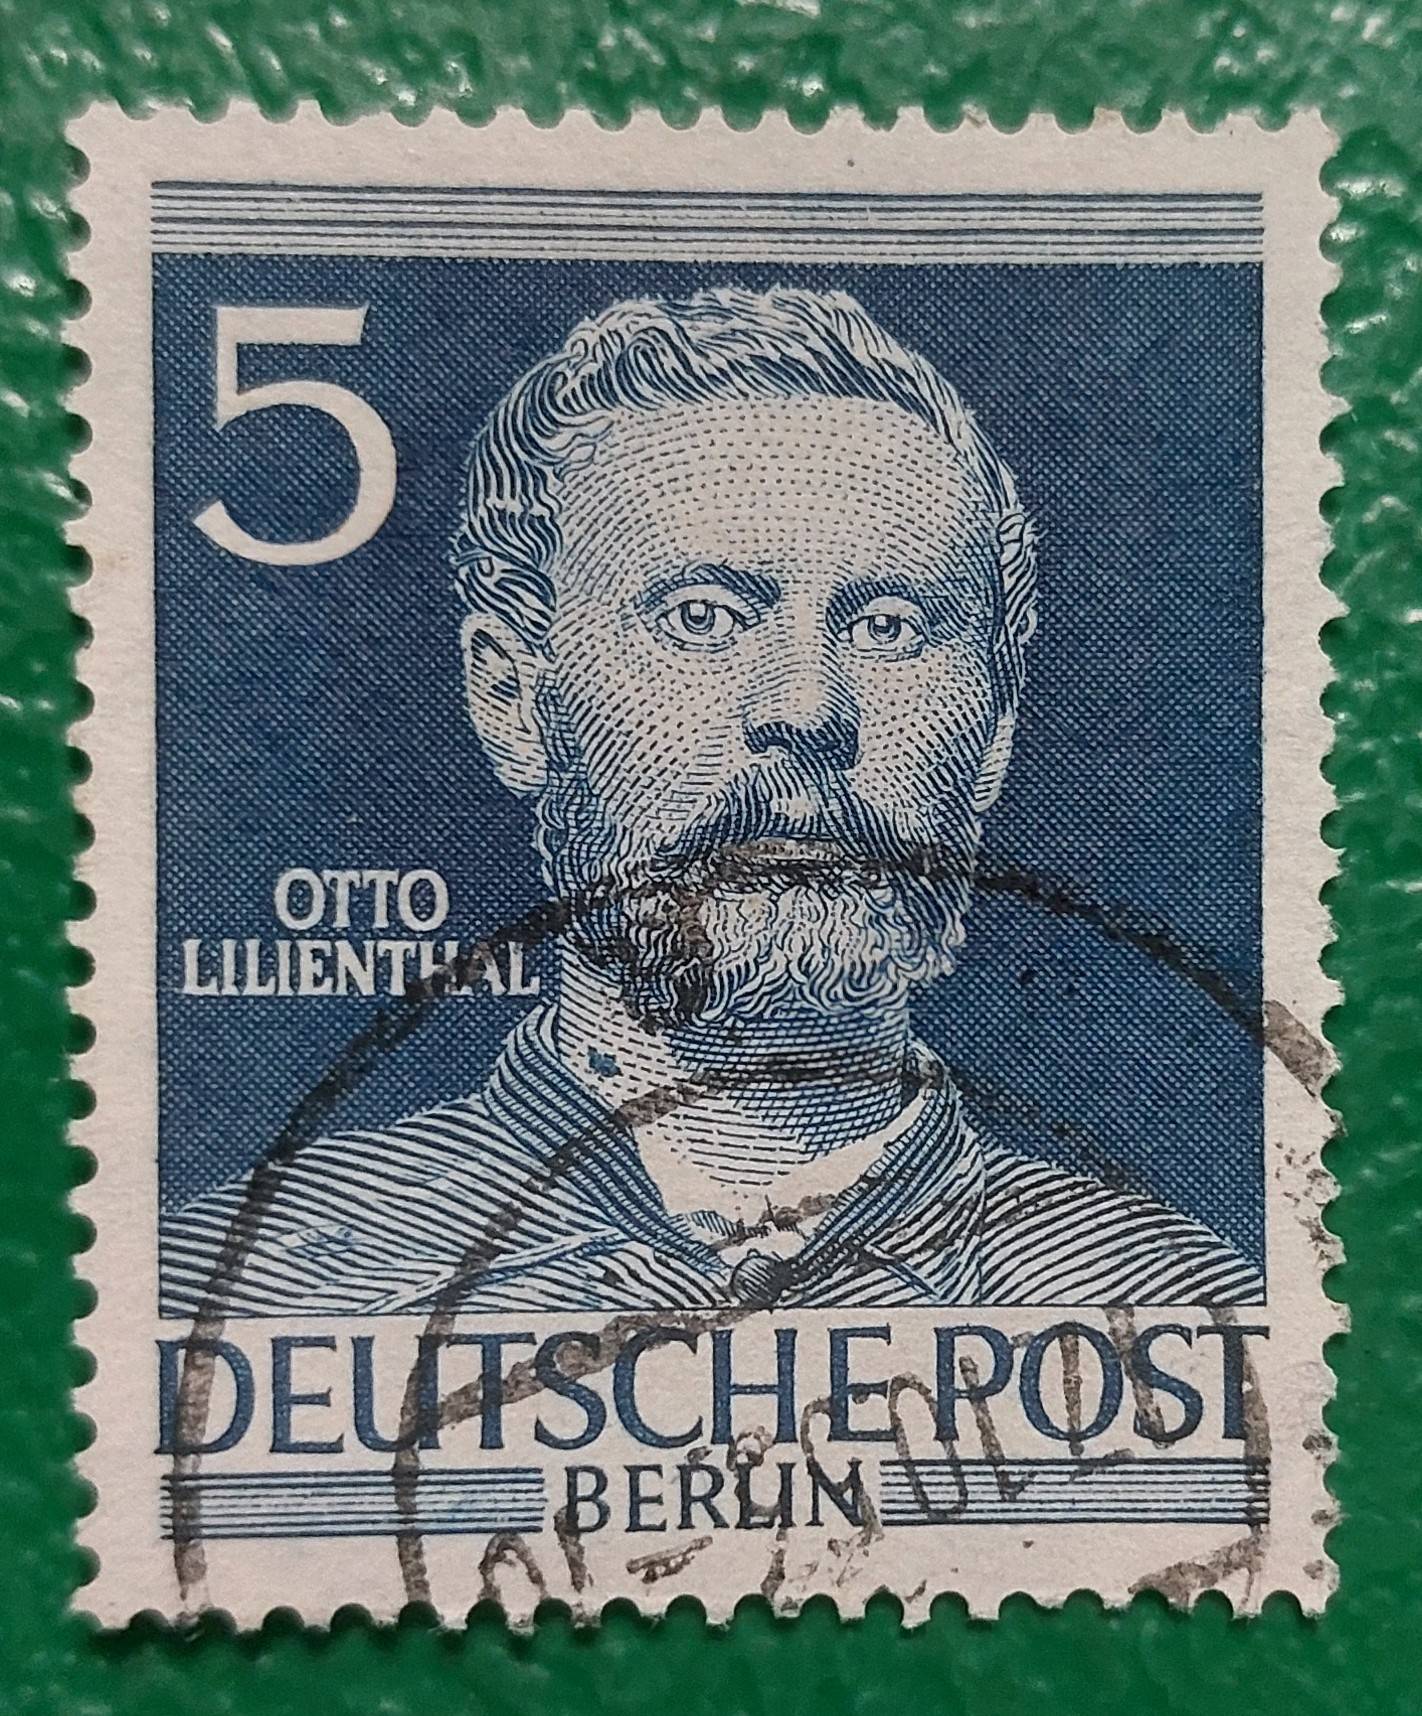 5
OTTO
LILIENTHAL
DEUTSCHE POST
BERLIN